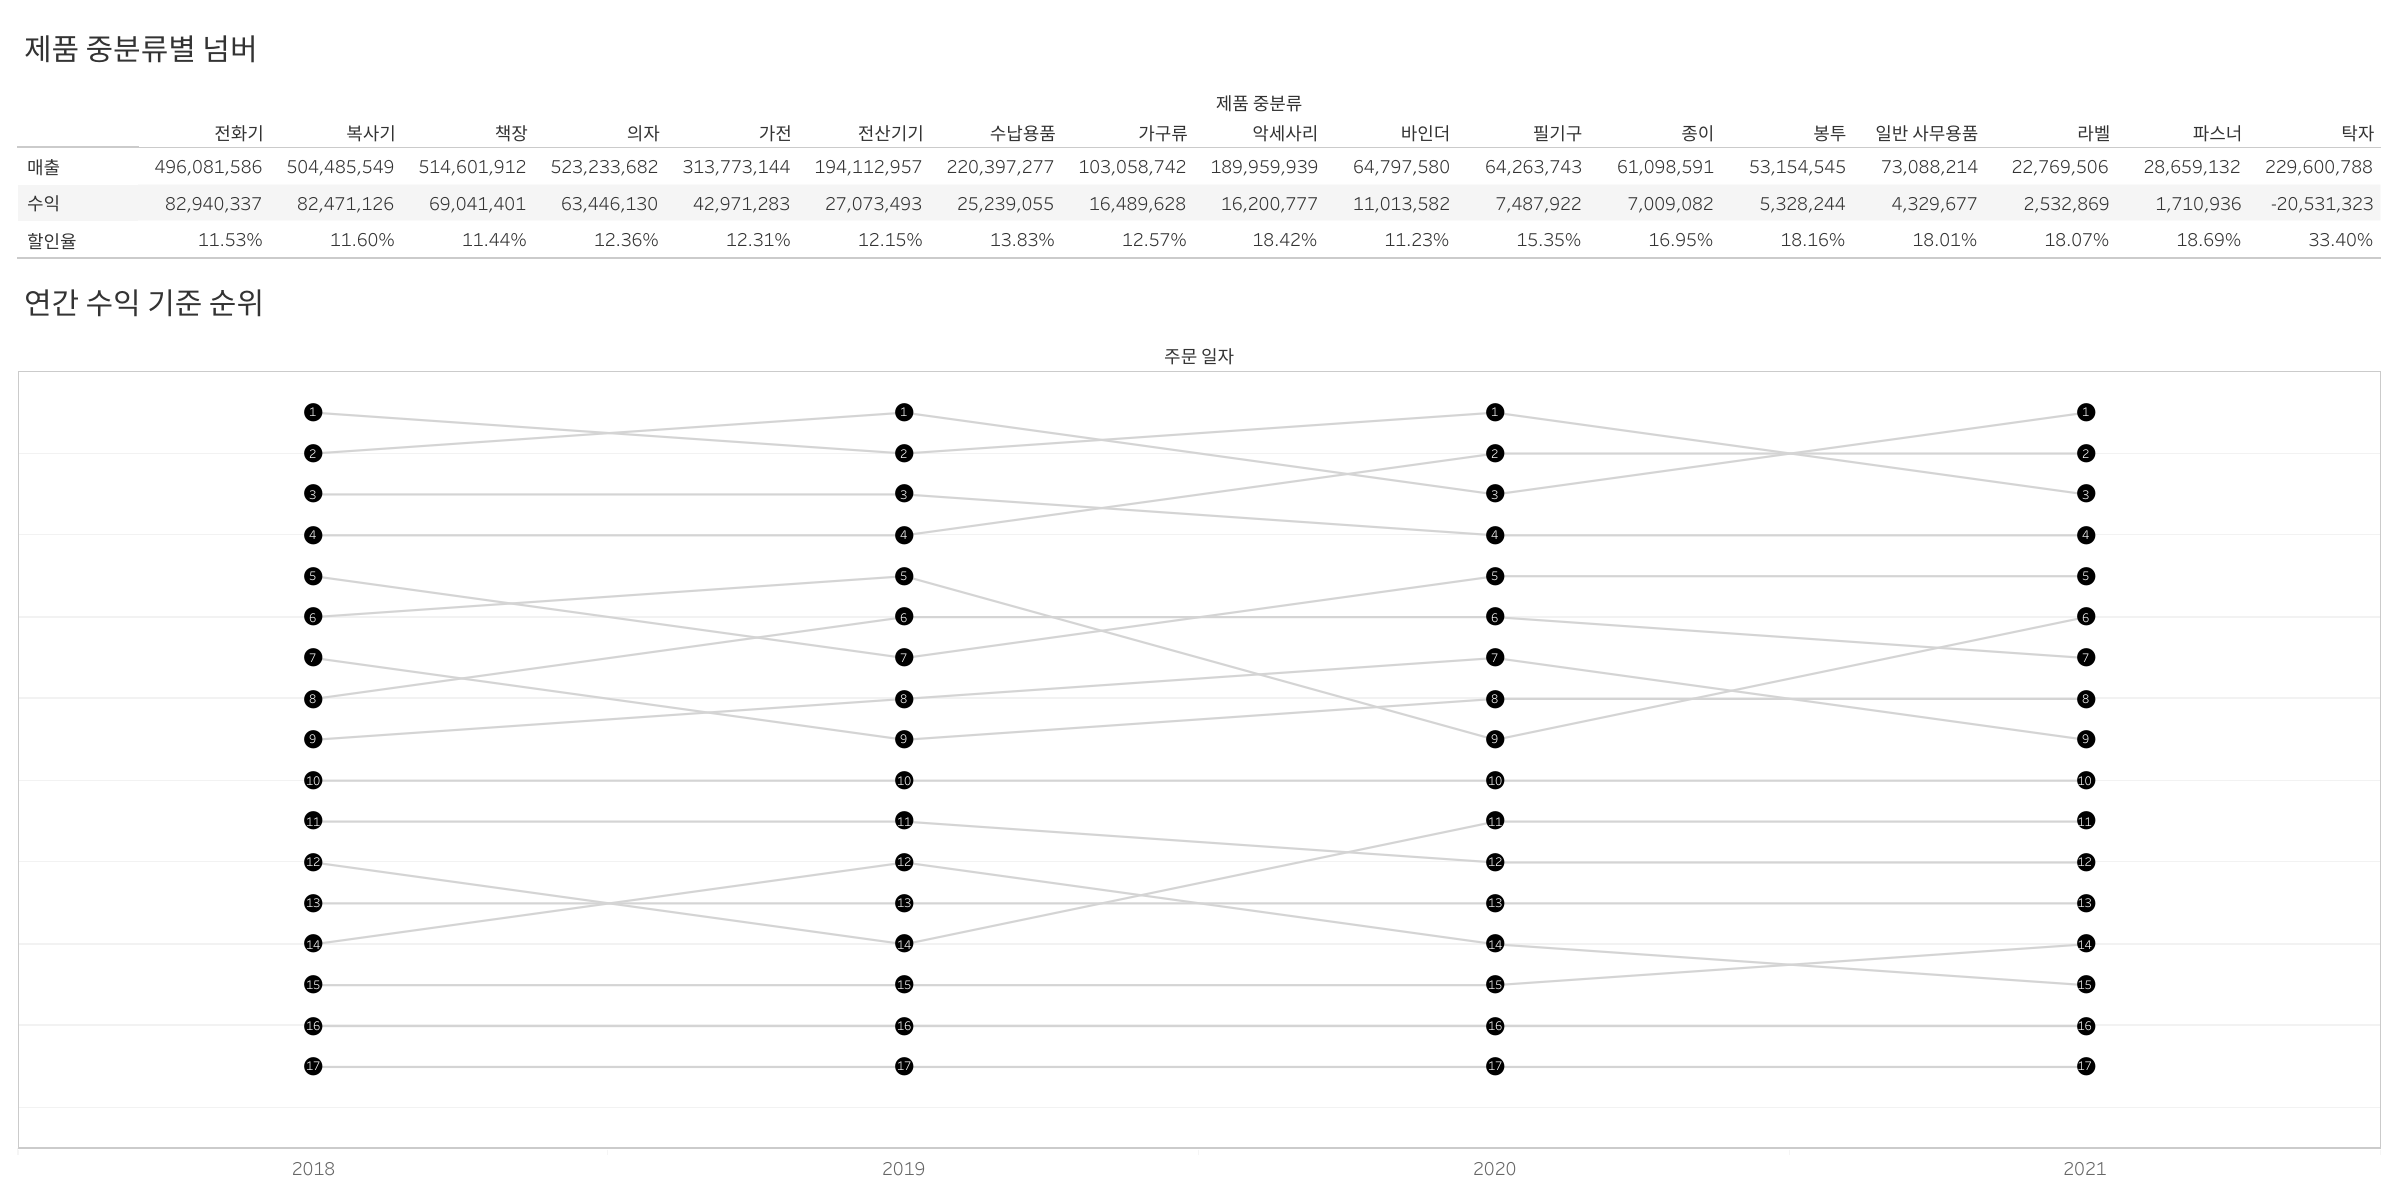 제품 중분류별 넘버
제품 중분류
전화기 복사기 책장 의자 가전 전산기기 수납용품 가구류 악세사리 바인더 필기구 종이 봉투 일반 사무용품 라벨 파스너 탁자
매출 496,081,586 504,485,549 514,601,912 523,233,682 313,773,144 194,112,957 220,397,277 103,058,742 189,959,939 64,797,580 64,263,743 61,098,591 53,154,545 73,088,214 22,769,506 28,659,132 229,600,788
수익 82,940,337 82,471,126 69,041,401 63,446,130 42,971,283 27,073,493 25,239,055 16,489,628 16,200,777 11,013,582 7,487,922 7,009,082 5,328,244 4,329,677 2,532,869 1,710,936 -20,531,323
할인율 11.53% 11.60% 11.44% 12.36% 12.31% 12.15% 13.83% 12.57% 18.42% 11.23% 15.35% 16.95% 18.16% 18.01% 18.07% 18.69% 33.40%
연간 수익 기준 순위
주문 일자
1 1 1 1
2 2 2 2
3 3 3 3
4 4 4 4
5 5 5 5
6 6 6 6
7 7 7 7
8 8 8 8
9 9 9 9
10 10 10 10
11 11 11 11
12 12 12 12
13 13 13 13
14 14 14 14
15 15 15 15
16 16 16 16
17 17 17 17
2018 2019 2020 2021